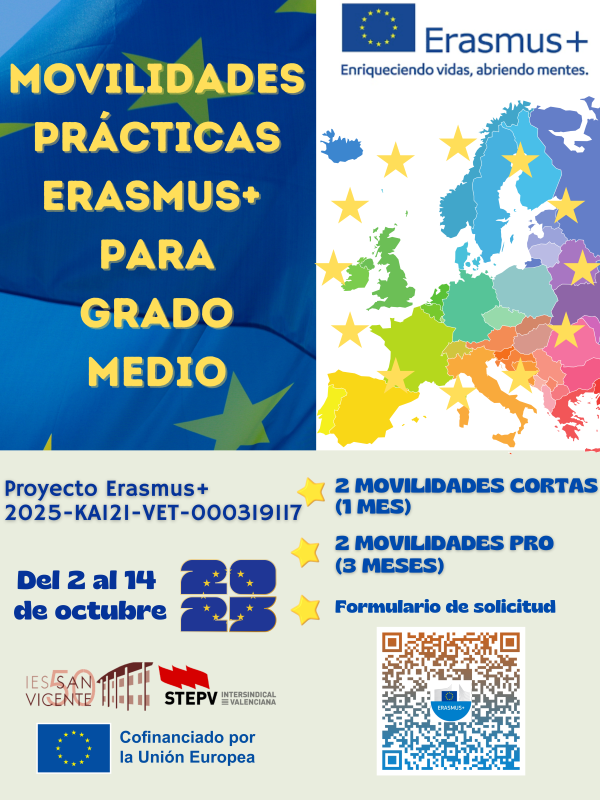 MOVILIDADES
PRÁCTICAS
ERASMUS+
PARA
GRADO
MEDIO
Erasmus+
Enriqueciendo vidas, abriendo mentes.
Proyecto Erasmus+
2025-KA121-VET-000319117
Del 2 al 14
de octubre
20
25
2 MOVILIDADES CORTAS
(1 MES)
2 MOVILIDADES PRO
(3 MESES)
Formulario de solicitud
ERASMUS+
IES SAN
VICENTE
50
STEPV
INTERSINDICAL
VALENCIANA
Cofinanciado por
la Unión Europea